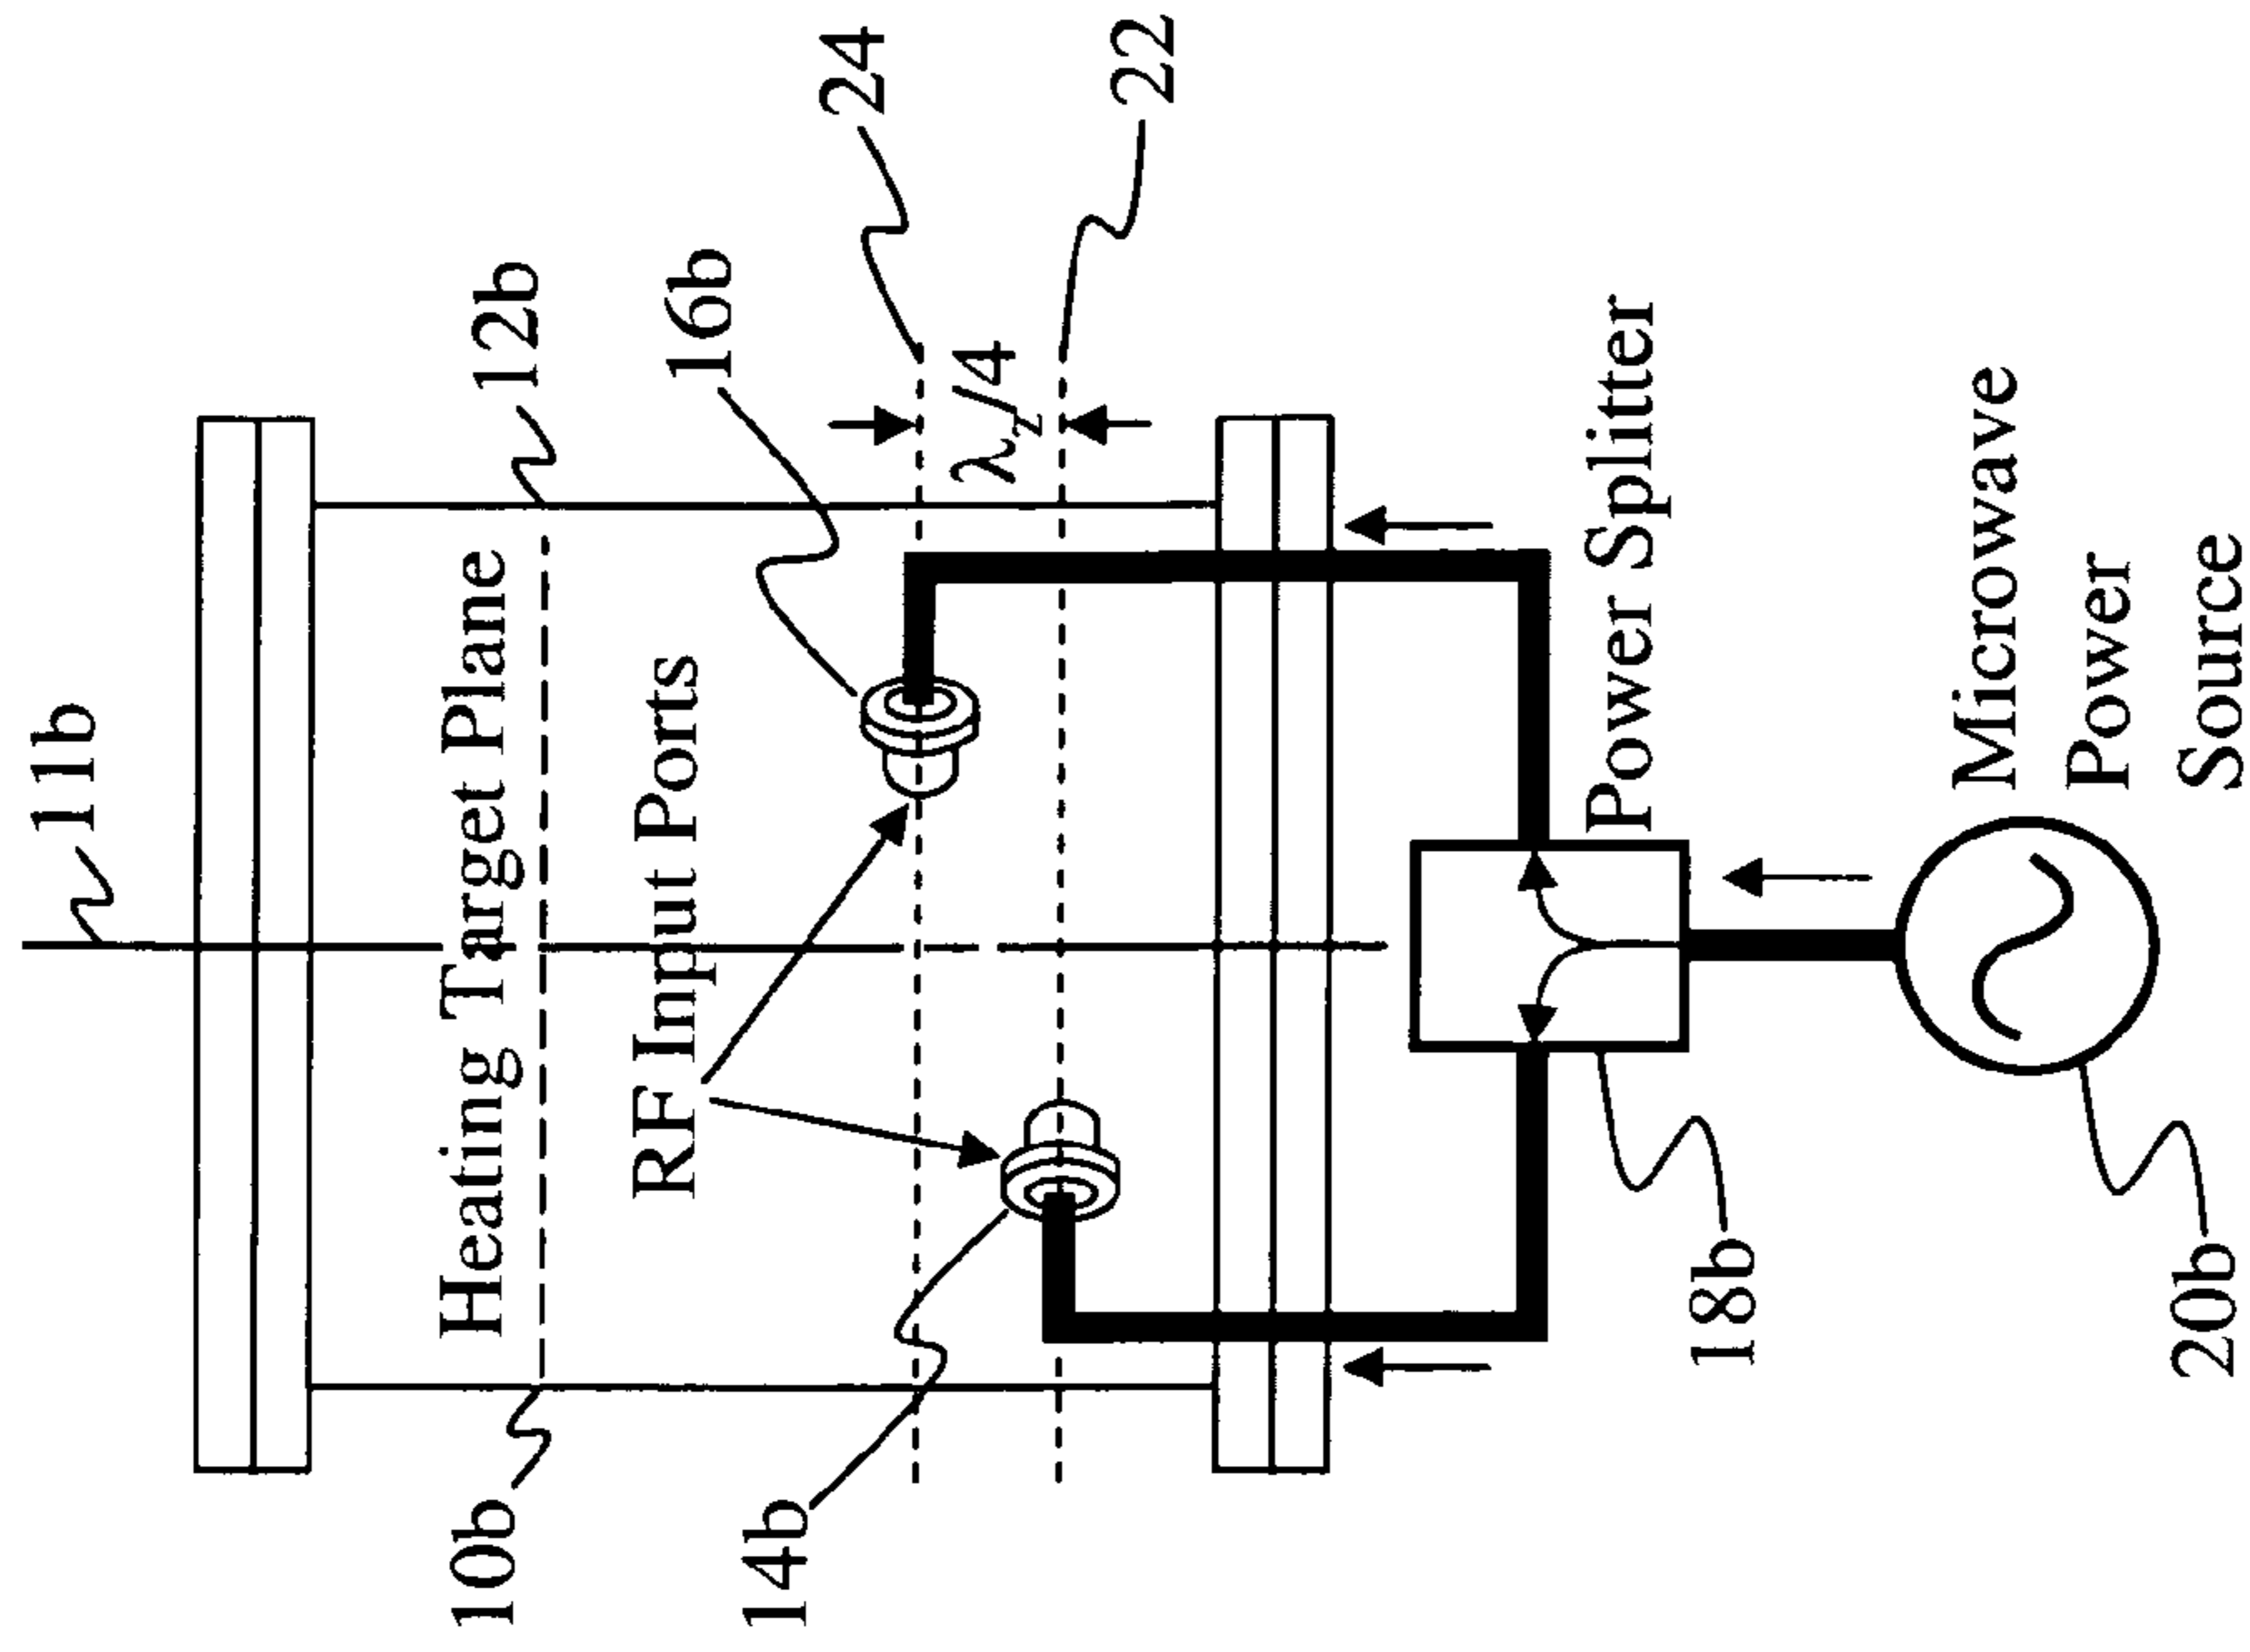 11b
10b
12b
Heating Target Plane
14b
RF Input Ports
16b
24
λz/4
22
18b
Power Splitter
20b
Microwave
Power
Source